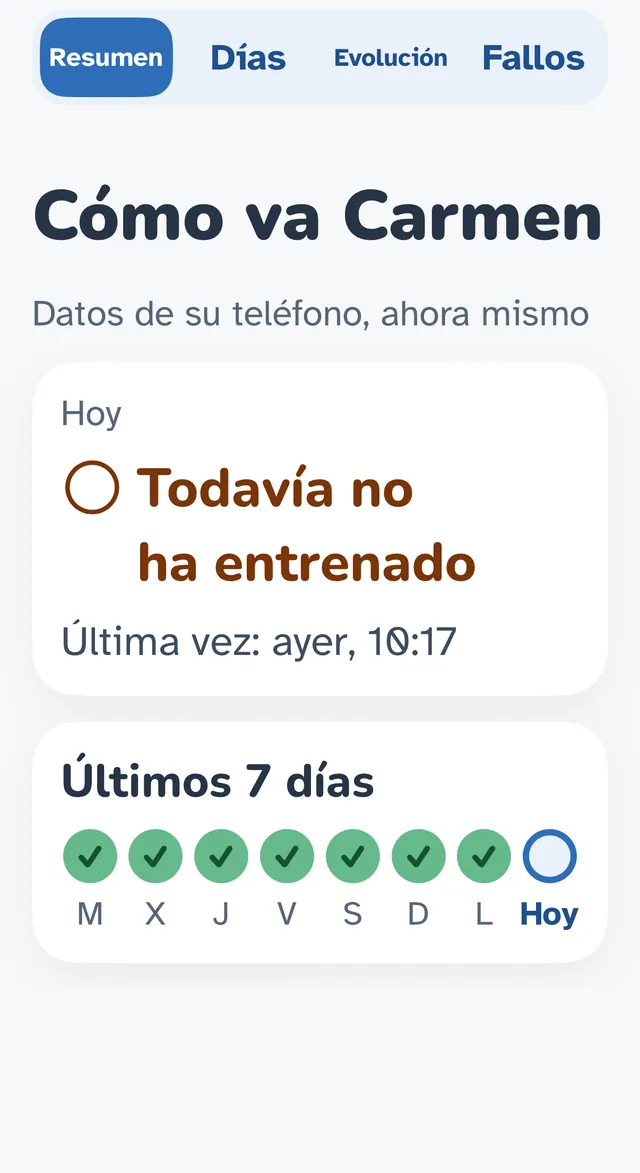 Resumen Días Evolución Fallos
Cómo va Carmen
Datos de su teléfono, ahora mismo
Hoy
Todavía no
ha entrenado
Última vez: ayer, 10:17
Últimos 7 días
M X J V S D L Hoy